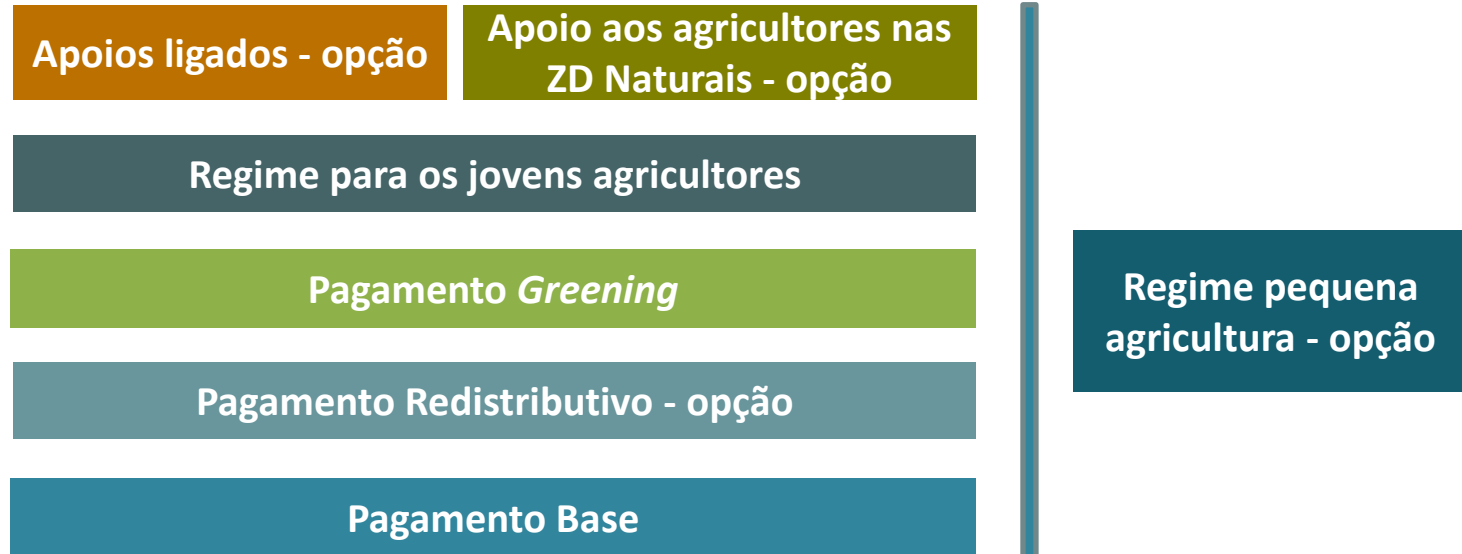 Apoios ligados - opção
Apoio aos agricultores nas
ZD Naturais - opção
Regime para os jovens agricultores
Pagamento Greening
Pagamento Redistributivo - opção
Pagamento Base
Regime pequena
agricultura - opção